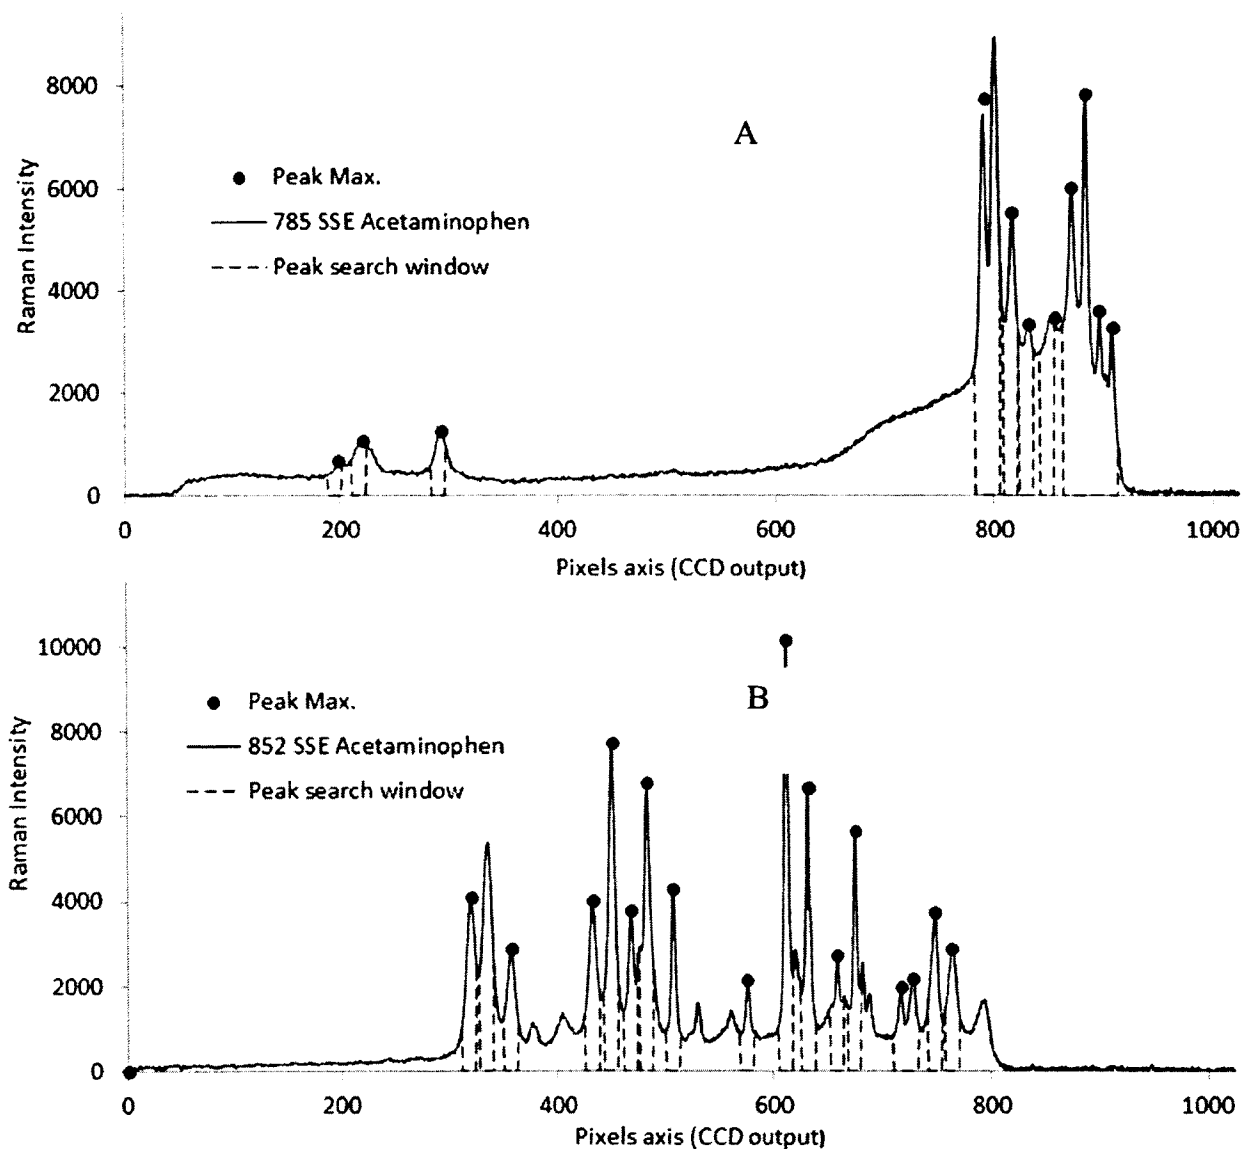 8000
6000
4000
2000
0
Raman Intensity
A
Peak Max.
785 SSE Acetaminophen
Peak search window
0 200 400 600 800 1000
Pixels axis (CCD output)
10000
8000
6000
4000
2000
0
Raman Intensity
B
Peak Max.
852 SSE Acetaminophen
Peak search window
0 200 400 600 800 1000
Pixels axis (CCD output)